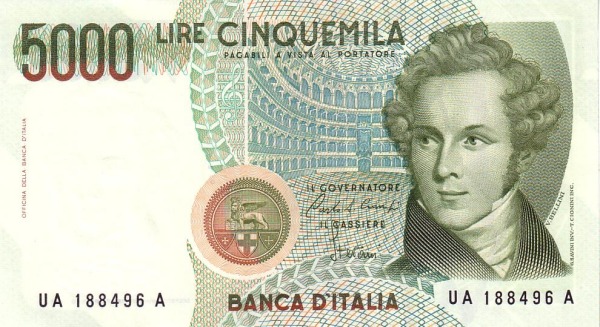 5000 LIRE CINQUEMILA
PAGABILI A VISTA AL PORTATORE
OFFICINA DELLA BANCA D'ITALIA
IL GOVERNATORE
IL CASSIERE
V. BELLINI
UA 188496 A
BANCA D'ITALIA
UA 188496 A